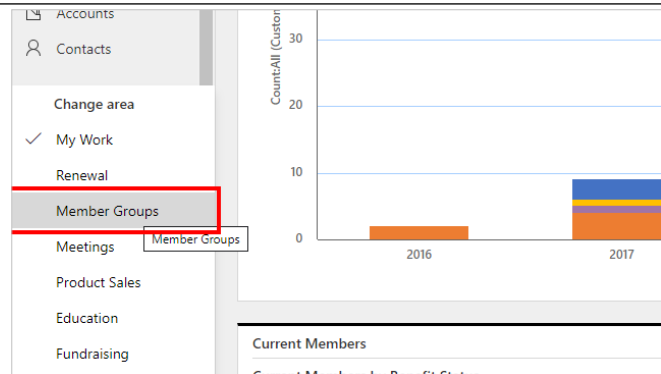 Accounts
Contacts
Change area
My Work
Renewal
Member Groups
Member Groups
Meetings
Product Sales
Education
Fundraising
Count:All (Custom
30
20
10
0
2016
2017
Current Members